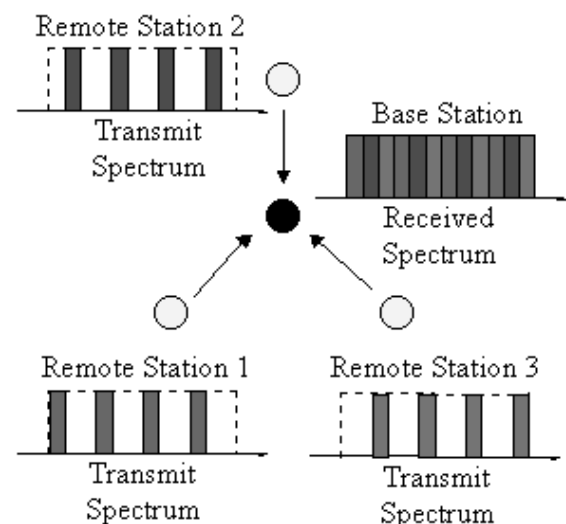 Remote Station 2
Transmit
Spectrum
Base Station
Received
Spectrum
Remote Station 1
Transmit
Spectrum
Remote Station 3
Transmit
Spectrum